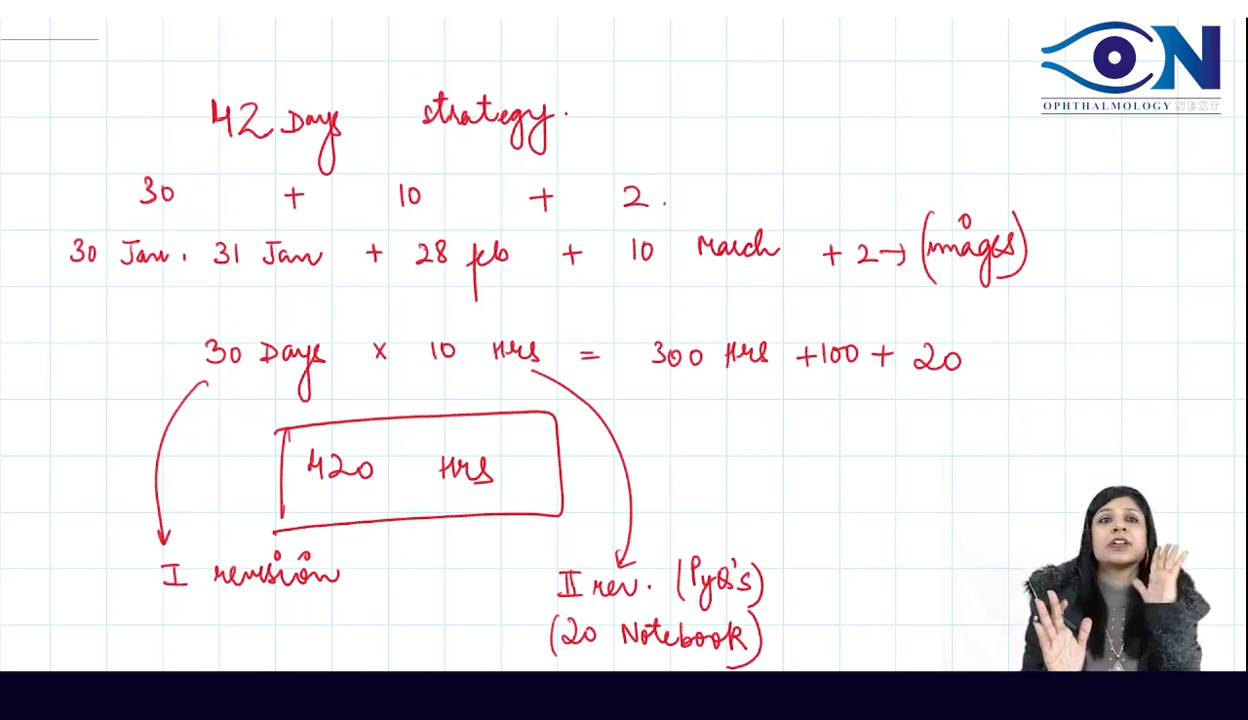 ON
OPHTHALMOLOGY NEXT
42 Days strategy.
30 + 10 + 2.
30 Jan, 31 Jan + 28 feb + 10 March + 2 → (images)
30 Days x 10 Hrs = 300 Hrs +100 + 20
420 Hrs
I revision
II rev. (PyQ's)
(20 Notebook)